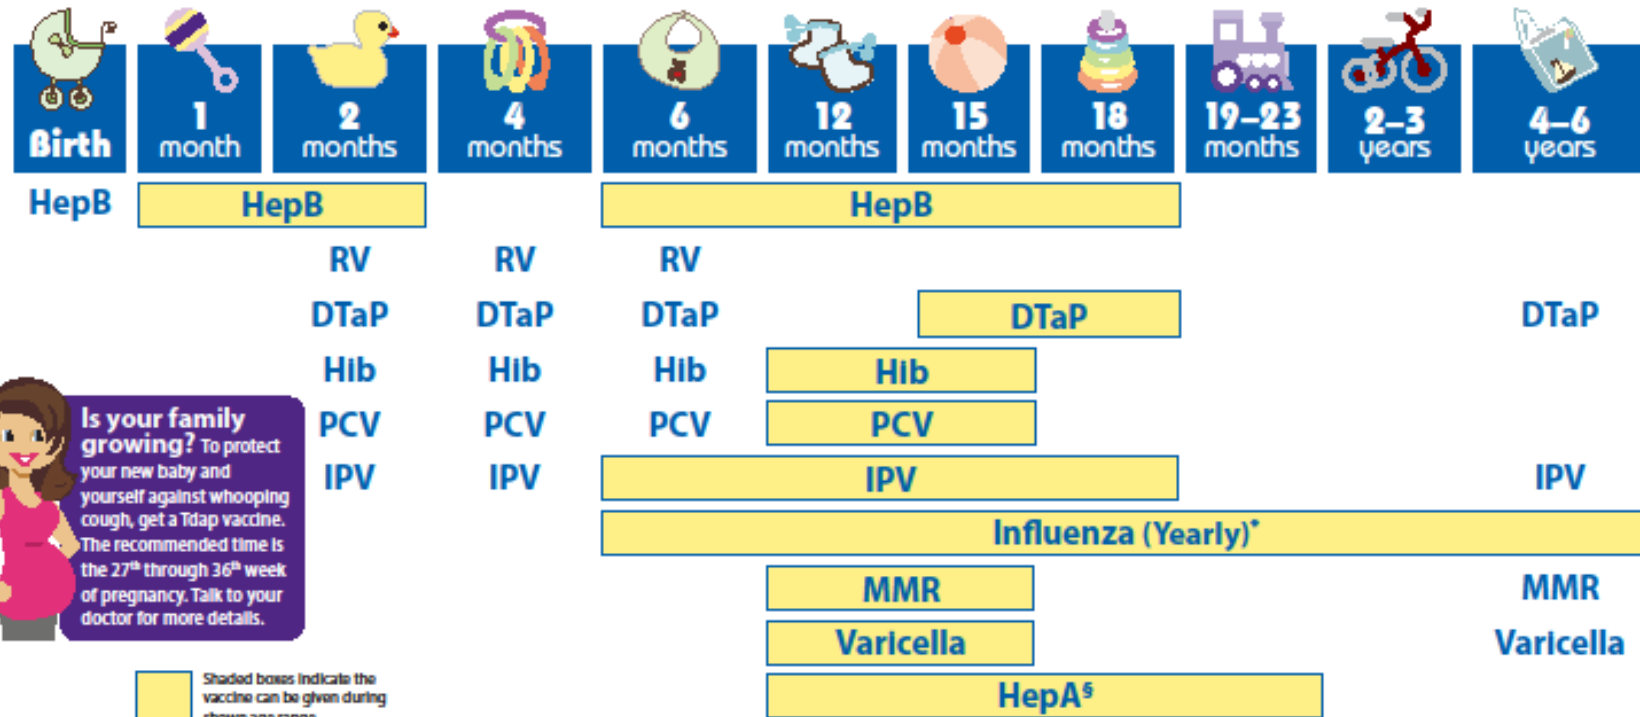 Birth
1
month
2
months
4
months
6
months
12
months
15
months
18
months
19–23
months
2–3
years
4–6
years
HepB HepB HepB
RV RV RV
DTaP DTaP DTaP DTaP DTaP
Hib Hib Hib Hib
PCV PCV PCV PCV
IPV IPV IPV IPV
Influenza (Yearly)*
MMR MMR
Varicella Varicella
HepA§
Is your family
growing? To protect
your new baby and
yourself against whooping
cough, get a Tdap vaccine.
The recommended time is
the 27th through 36th week
of pregnancy. Talk to your
doctor for more details.
Shaded boxes indicate the
vaccine can be given during
shown age range.